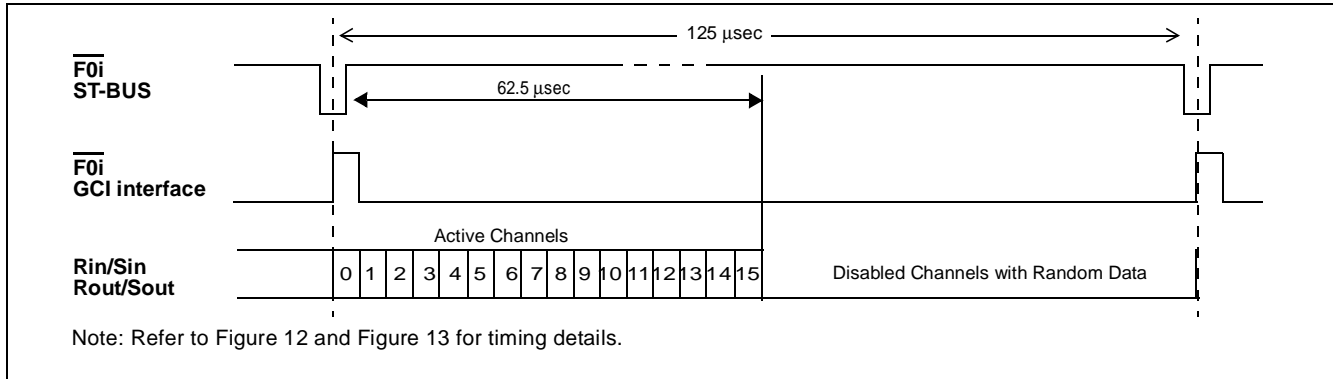 125 µsec
F0i
ST-BUS
62.5 µsec
F0i
GCI interface
Active Channels
Rin/Sin
Rout/Sout
0 1 2 3 4 5 6 7 8 9 10 11 12 13 14 15
Disabled Channels with Random Data
Note: Refer to Figure 12 and Figure 13 for timing details.